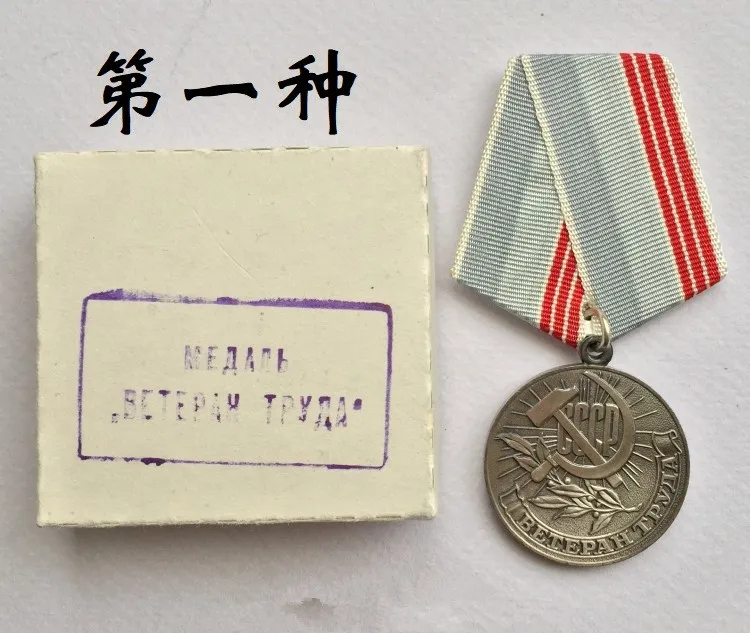 第一种
МЕДАЛЬ
„ВЕТЕРАН ТРУДА“
СССР
ВЕТЕРАН ТРУДА